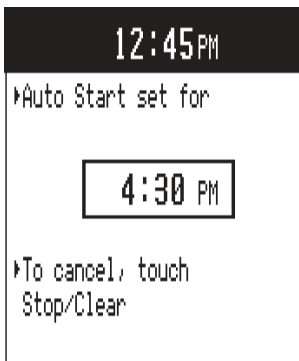 12:45PM
▸Auto Start set for
4:30 PM
▸To cancel, touch
Stop/Clear